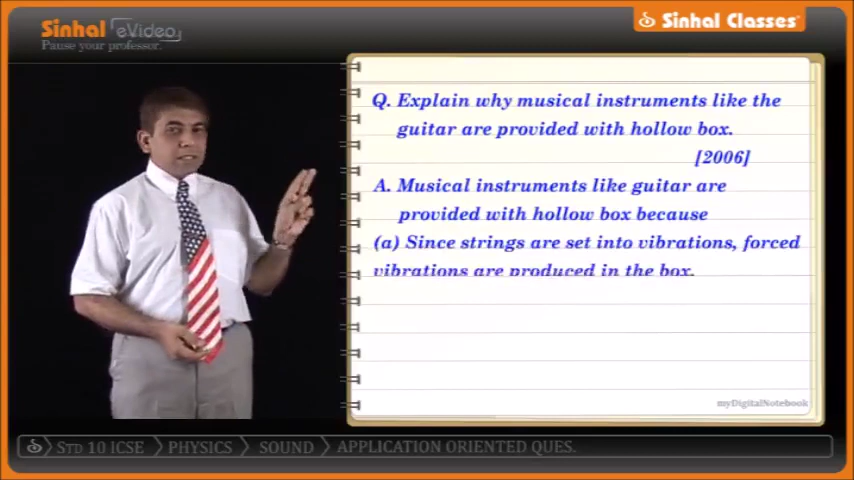 Sinhal eVideo
Pause your professor.
Sinhal Classes
Q. Explain why musical instruments like the
guitar are provided with hollow box.
[2006]
A. Musical instruments like guitar are
provided with hollow box because
(a) Since strings are set into vibrations, forced
vibrations are produced in the box.
myDigitalNotebook
STD 10 ICSE PHYSICS SOUND APPLICATION ORIENTED QUES.